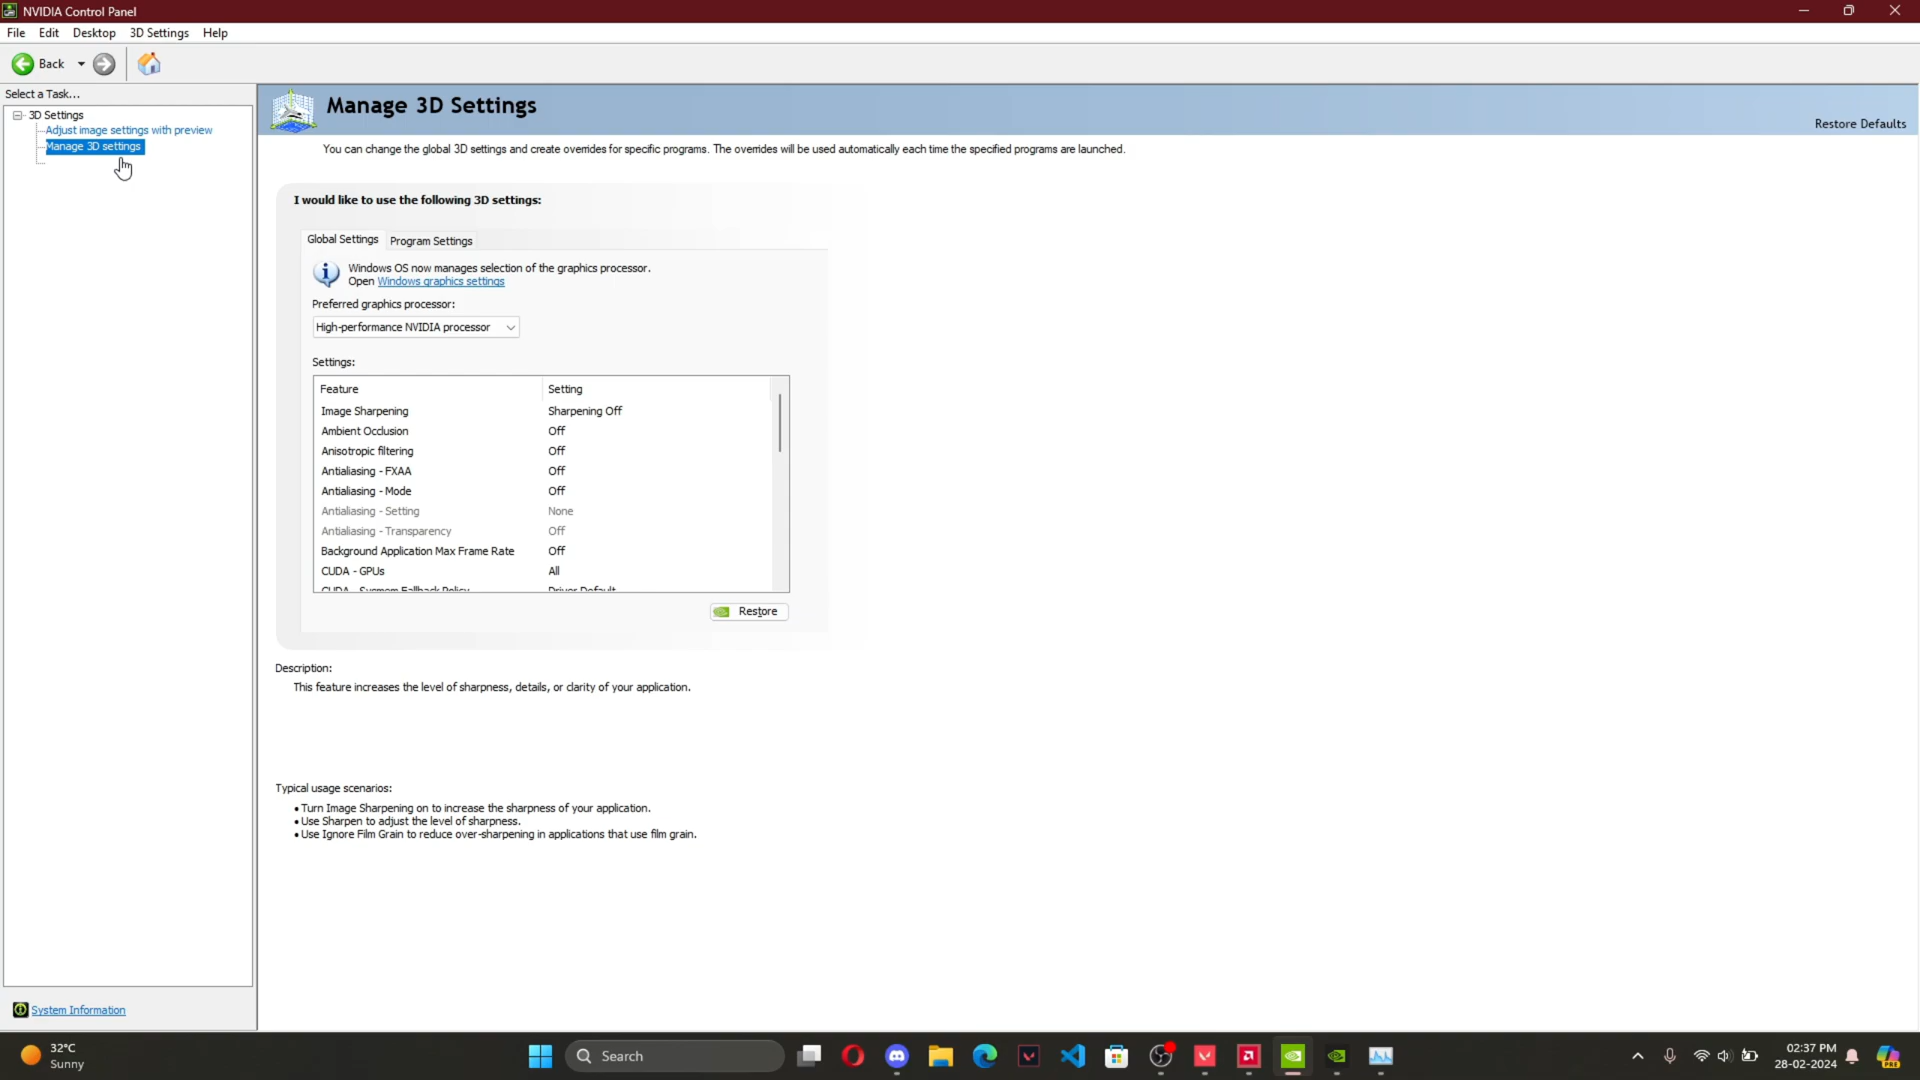 NVIDIA Control Panel
File Edit Desktop 3D Settings Help
Back
Select a Task...
3D Settings
Adjust image settings with preview
Manage 3D settings
System Information
Manage 3D Settings
Restore Defaults
You can change the global 3D settings and create overrides for specific programs. The overrides will be used automatically each time the specified programs are launched.
I would like to use the following 3D settings:
Global Settings Program Settings
Windows OS now manages selection of the graphics processor.
Open Windows graphics settings
Preferred graphics processor:
High-performance NVIDIA processor
Settings:
Feature Setting
Image Sharpening Sharpening Off
Ambient Occlusion Off
Anisotropic filtering Off
Antialiasing - FXAA Off
Antialiasing - Mode Off
Antialiasing - Setting None
Antialiasing - Transparency Off
Background Application Max Frame Rate Off
CUDA - GPUs All
CUDA - Sysmem Fallback Policy Driver Default
Restore
Description:
This feature increases the level of sharpness, details, or clarity of your application.
Typical usage scenarios:
• Turn Image Sharpening on to increase the sharpness of your application.
• Use Sharpen to adjust the level of sharpness.
• Use Ignore Film Grain to reduce over-sharpening in applications that use film grain.
32°C
Sunny
Search
02:37 PM
28-02-2024
PRE